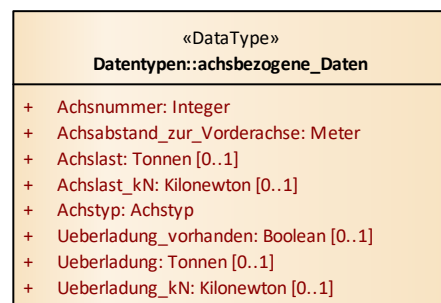 «DataType»
Datentypen::achsbezogene_Daten
+ Achsnummer: Integer
+ Achsabstand_zur_Vorderachse: Meter
+ Achslast: Tonnen [0..1]
+ Achslast_kN: Kilonewton [0..1]
+ Achstyp: Achstyp
+ Ueberladung_vorhanden: Boolean [0..1]
+ Ueberladung: Tonnen [0..1]
+ Ueberladung_kN: Kilonewton [0..1]